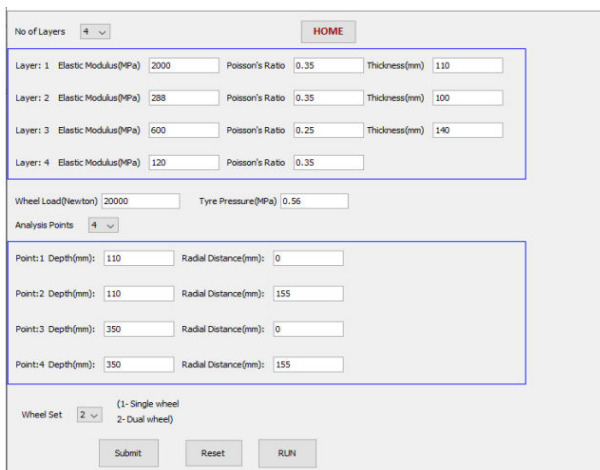 No of Layers 4 HOME
Layer: 1 Elastic Modulus(MPa) 2000 Poisson's Ratio 0.35 Thickness(mm) 110
Layer: 2 Elastic Modulus(MPa) 288 Poisson's Ratio 0.35 Thickness(mm) 100
Layer: 3 Elastic Modulus(MPa) 600 Poisson's Ratio 0.25 Thickness(mm) 140
Layer: 4 Elastic Modulus(MPa) 120 Poisson's Ratio 0.35
Wheel Load(Newton) 20000 Tyre Pressure(MPa) 0.56
Analysis Points 4
Point:1 Depth(mm): 110 Radial Distance(mm): 0
Point:2 Depth(mm): 110 Radial Distance(mm): 155
Point:3 Depth(mm): 350 Radial Distance(mm): 0
Point:4 Depth(mm): 350 Radial Distance(mm): 155
Wheel Set 2 (1- Single wheel
2- Dual wheel)
Submit Reset RUN